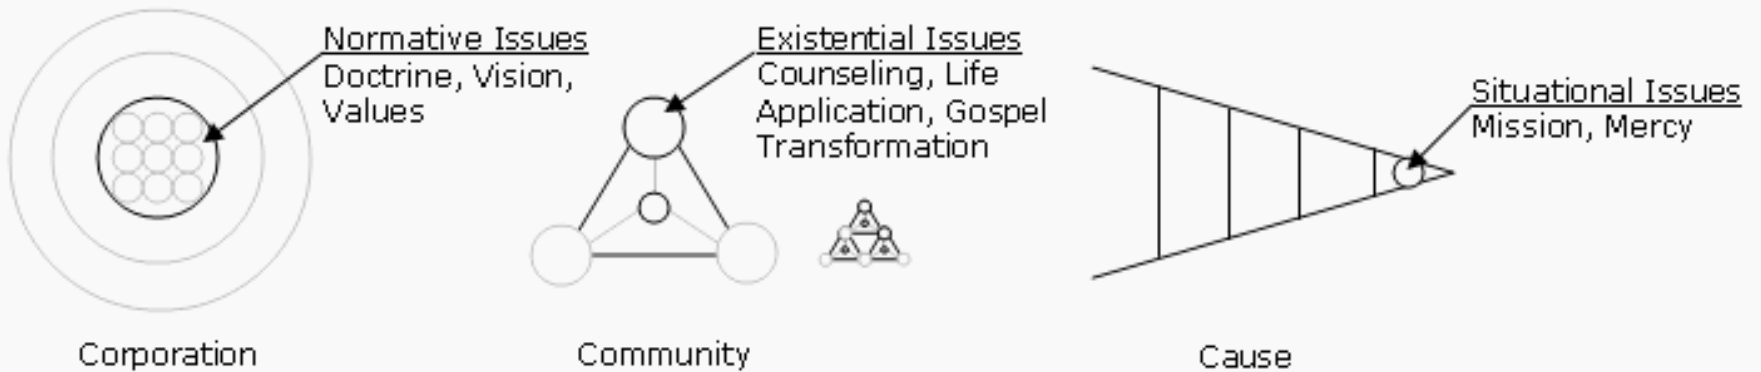 Normative Issues
Doctrine, Vision,
Values
Existential Issues
Counseling, Life
Application, Gospel
Transformation
Situational Issues
Mission, Mercy
Corporation
Community
Cause